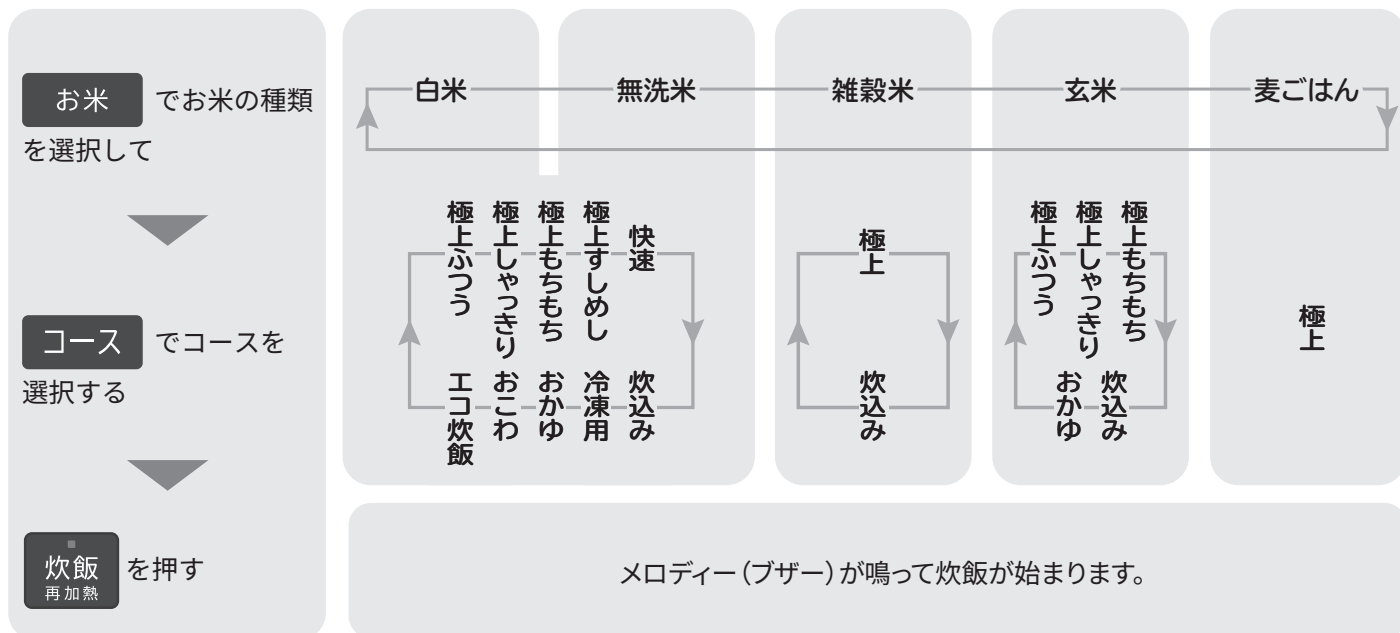 お米 でお米の種類
を選択して
コース でコースを
選択する
炊飯
再加熱
を押す
白米
無洗米
雑穀米
玄米
麦ごはん
極上ふつう
極上しゃっきり
極上もちもち
極上すしめし
快速
エコ炊飯
おこわ
おかゆ
冷凍用
炊込み
極上
炊込み
極上ふつう
極上しゃっきり
極上もちもち
おかゆ
炊込み
極上
メロディー（ブザー）が鳴って炊飯が始まります。